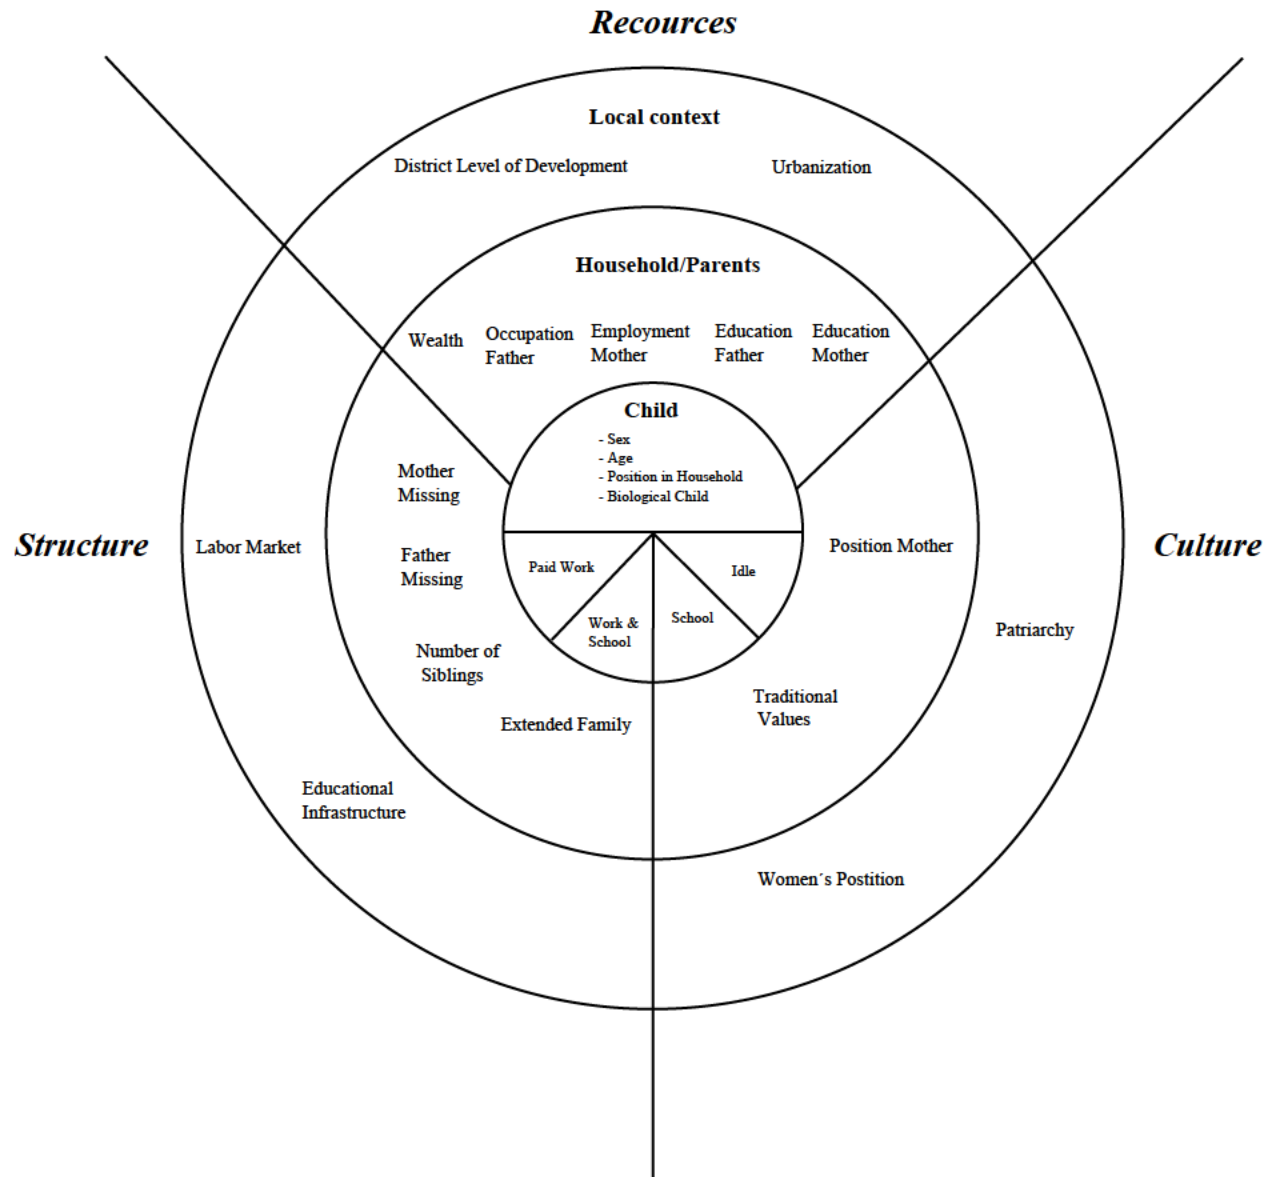 Recources
Local context
District Level of Development
Urbanization
Household/Parents
Wealth
Occupation
Father
Employment
Mother
Education
Father
Education
Mother
Child
- Sex
- Age
- Position in Household
- Biological Child
Mother
Missing
Structure
Labor Market
Father
Missing
Paid Work
Work &
School
School
Idle
Position Mother
Culture
Patriarchy
Number of
Siblings
Extended Family
Traditional
Values
Educational
Infrastructure
Women´s Postition